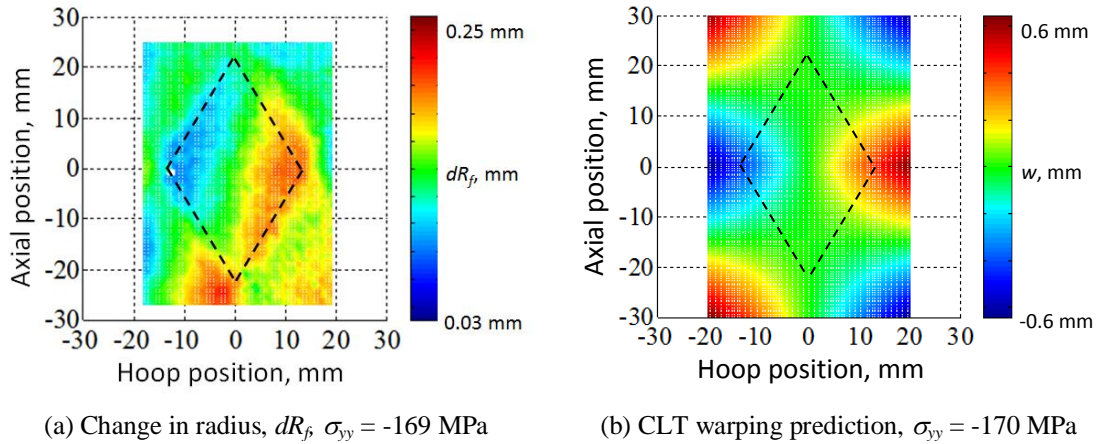 30
20
10
0
-10
-20
-30
-30 -20 -10 0 10 20 30
Axial position, mm
Hoop position, mm
0.25 mm
dRf, mm
0.03 mm
(a) Change in radius, dRf, σyy = -169 MPa
30
20
10
0
-10
-20
-30
-30 -20 -10 0 10 20 30
Axial position, mm
Hoop position, mm
0.6 mm
w, mm
-0.6 mm
(b) CLT warping prediction, σyy = -170 MPa